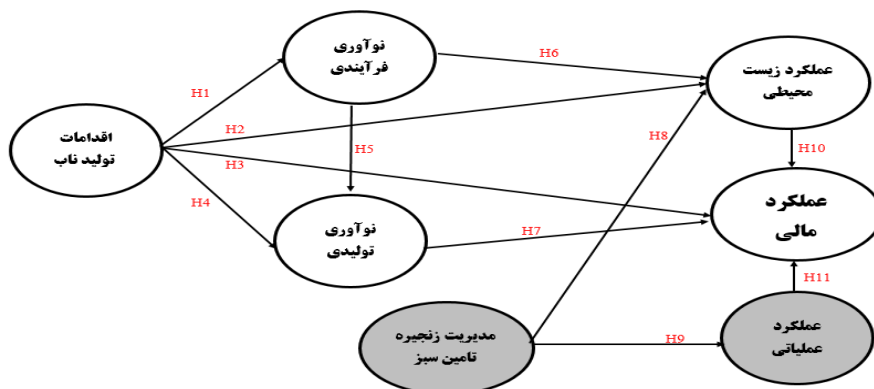 نوآوری
فرآیندی
H6
عملکرد زیست
محیطی
H1
اقدامات
تولید ناب
H2
H8
H5
H3
H10
H4
نوآوری
تولیدی
عملکرد
مالی
H7
H11
مدیریت زنجیره
تامین سبز
H9
عملکرد
عملیاتی